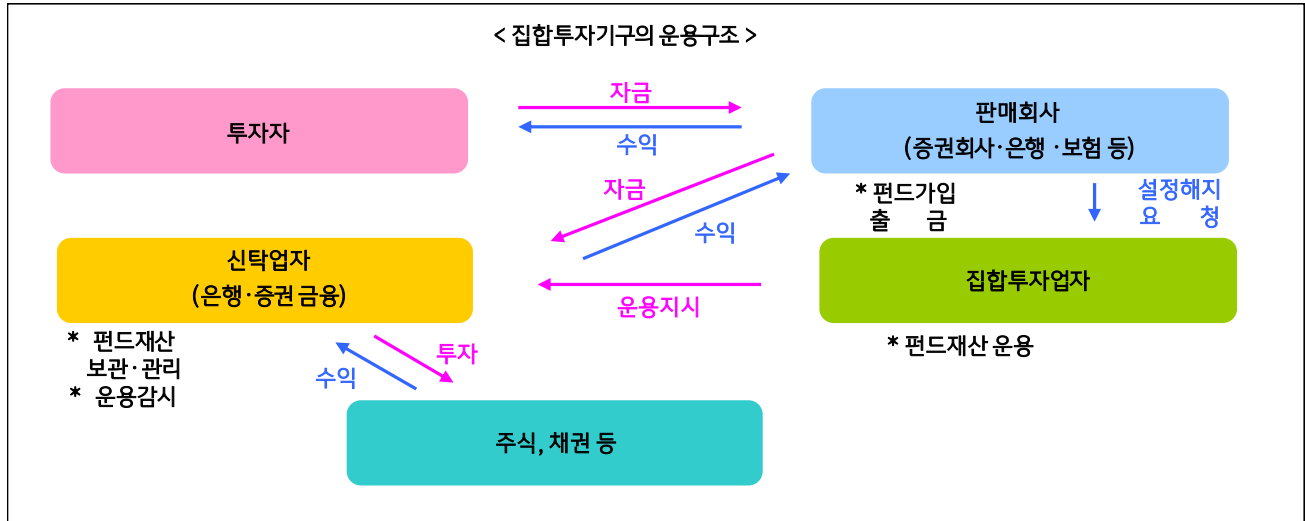 < 집합투자기구의 운용구조 >
투자자
자금
수익
판매회사
(증권회사·은행 ·보험 등)
자금
수익
* 펀드가입
출 금
설정해지
요 청
신탁업자
(은행·증권 금융)
운용지시
집합투자업자
* 펀드재산
보관·관리
* 운용감시
* 펀드재산 운용
수익
투자
주식, 채권 등